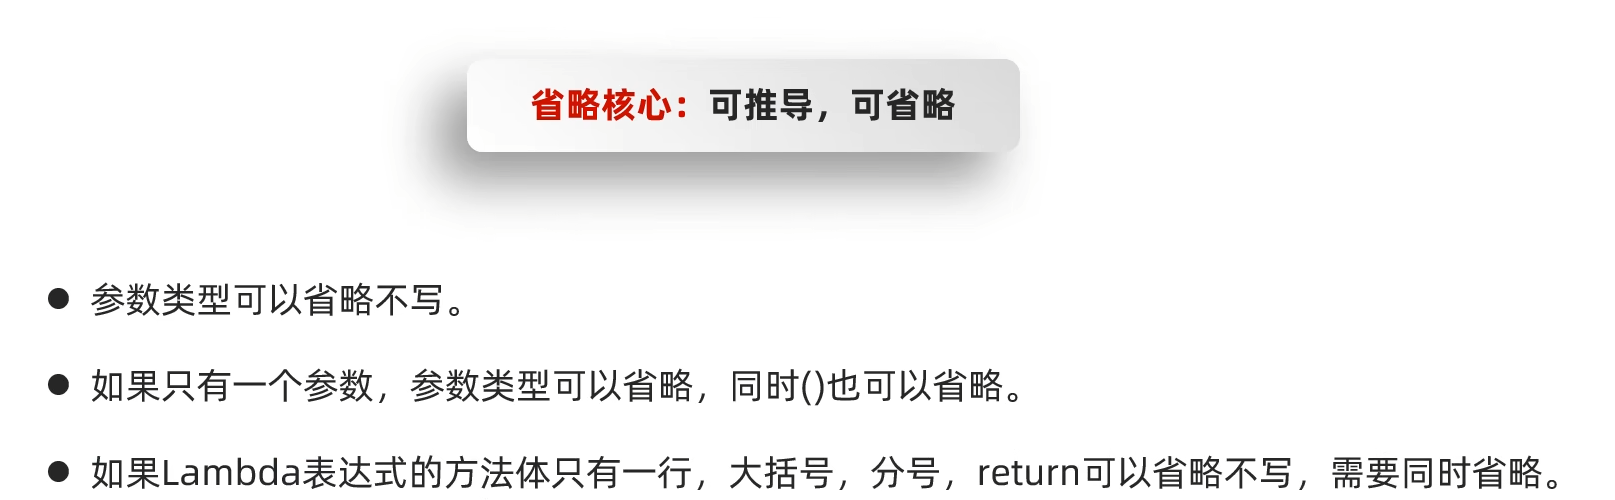 省略核心：可推导，可省略
● 参数类型可以省略不写。
● 如果只有一个参数，参数类型可以省略，同时()也可以省略。
● 如果Lambda表达式的方法体只有一行，大括号，分号，return可以省略不写，需要同时省略。